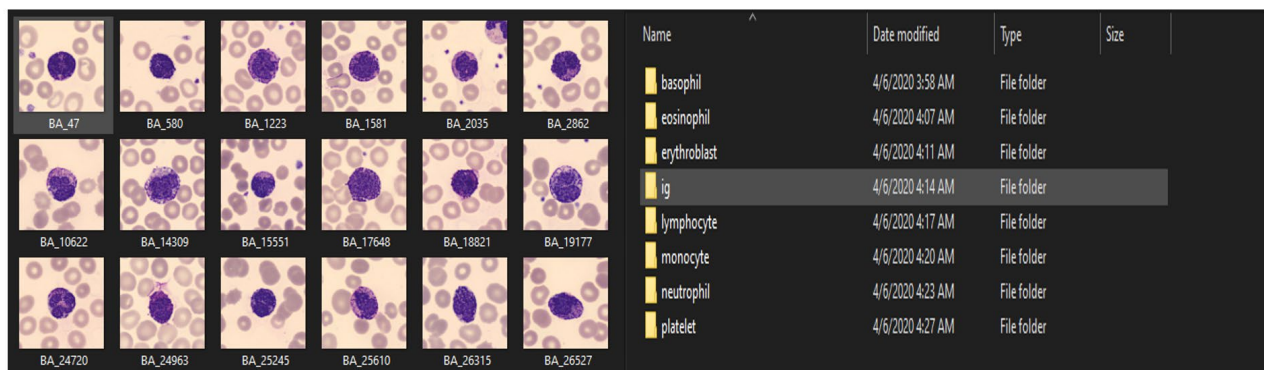 BA_47 BA_580 BA_1223 BA_1581 BA_2035 BA_2862
BA_10622 BA_14309 BA_15551 BA_17648 BA_18821 BA_19177
BA_24720 BA_24963 BA_25245 BA_25610 BA_26315 BA_26527
Name Date modified Type Size
basophil 4/6/2020 3:58 AM File folder
eosinophil 4/6/2020 4:07 AM File folder
erythroblast 4/6/2020 4:11 AM File folder
ig 4/6/2020 4:14 AM File folder
lymphocyte 4/6/2020 4:17 AM File folder
monocyte 4/6/2020 4:20 AM File folder
neutrophil 4/6/2020 4:23 AM File folder
platelet 4/6/2020 4:27 AM File folder